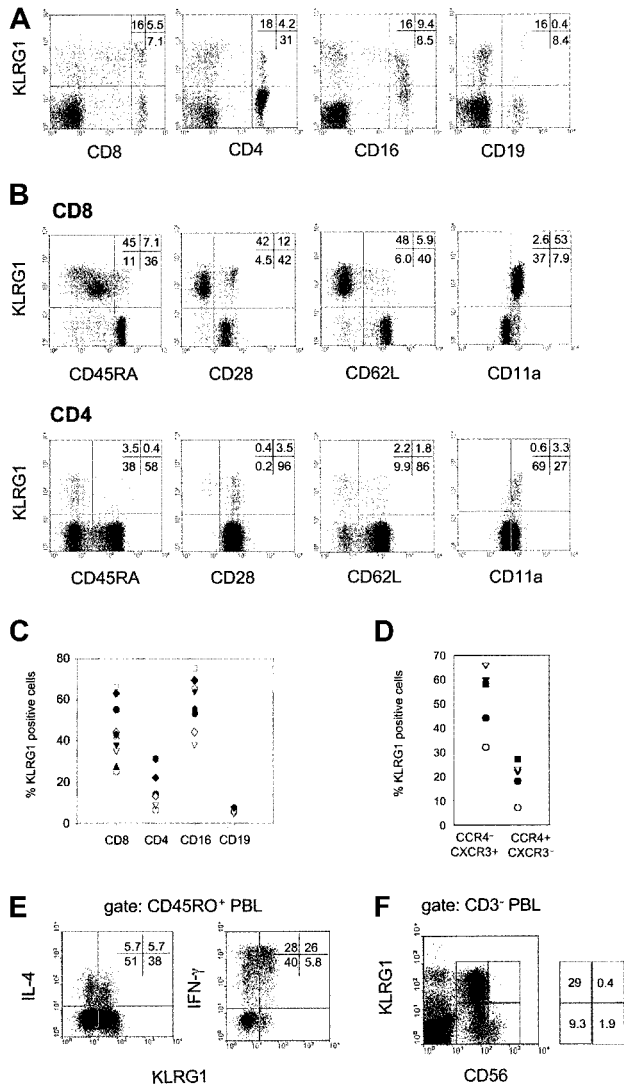 A
16 5.5
7.1
18 4.2
31
16 9.4
8.5
16 0.4
8.4
KLRG1
CD8 CD4 CD16 CD19
B
CD8
45 7.1
11 36
42 12
4.5 42
48 5.9
6.0 40
2.6 53
37 7.9
KLRG1
CD45RA CD28 CD62L CD11a
CD4
3.5 0.4
38 58
0.4 3.5
0.2 96
2.2 1.8
9.9 86
0.6 3.3
69 27
KLRG1
CD45RA CD28 CD62L CD11a
C
% KLRG1 positive cells
80
60
40
20
0
CD8 CD4 CD16 CD19
D
% KLRG1 positive cells
70
60
50
40
30
20
10
0
CCR4⁻ CCR4+
CXCR3+ CXCR3⁻
E
gate: CD45RO⁺ PBL
IL-4
5.7 5.7
51 38
IFN-γ
28 26
40 5.8
KLRG1
F
gate: CD3⁻ PBL
KLRG1
CD56
29 0.4
9.3 1.9